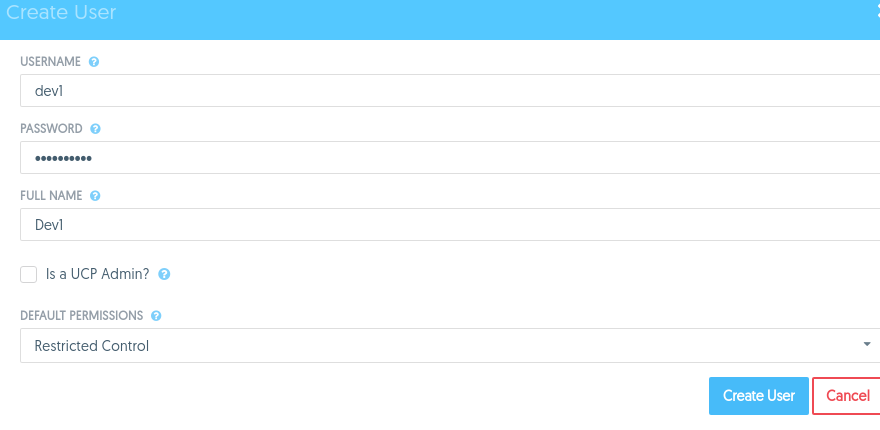 Create User
USERNAME
dev1
PASSWORD
••••••••••
FULL NAME
Dev1
Is a UCP Admin?
DEFAULT PERMISSIONS
Restricted Control
Create User Cancel